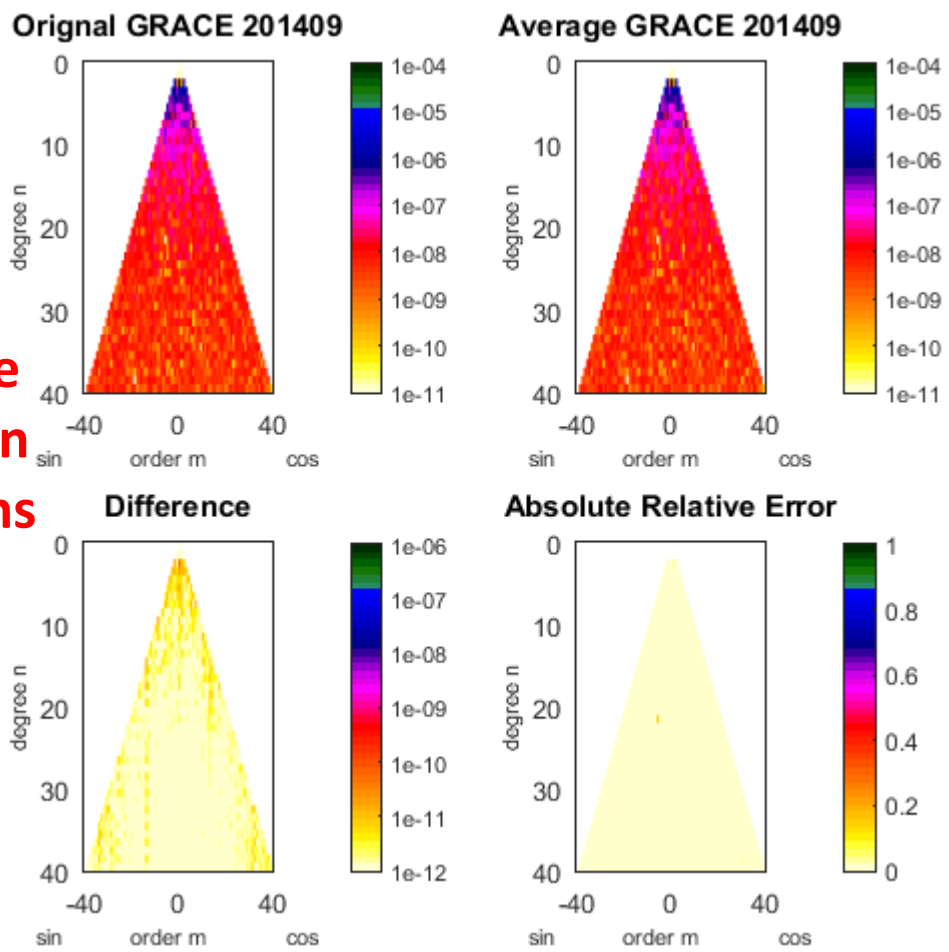 Orignal GRACE 201409
0
10
20
30
40
degree n
-40 0 40
sin order m cos
1e-04
1e-05
1e-06
1e-07
1e-08
1e-09
1e-10
1e-11
Average GRACE 201409
0
10
20
30
40
degree n
-40 0 40
sin order m cos
1e-04
1e-05
1e-06
1e-07
1e-08
1e-09
1e-10
1e-11
e
n
ns
Difference
0
10
20
30
40
degree n
-40 0 40
sin order m cos
1e-06
1e-07
1e-08
1e-09
1e-10
1e-11
1e-12
Absolute Relative Error
0
10
20
30
40
degree n
-40 0 40
sin order m cos
1
0.8
0.6
0.4
0.2
0